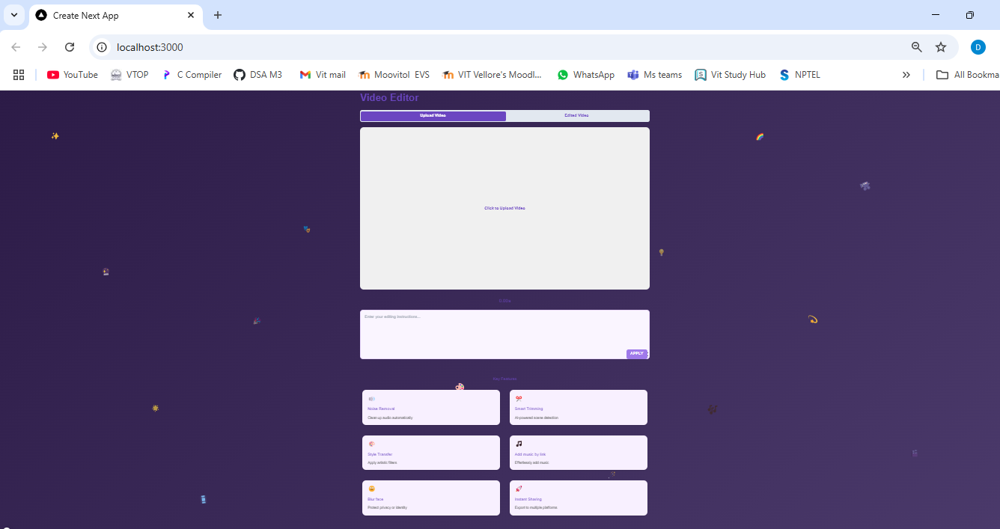 Create Next App
localhost:3000
D
YouTube
VTOP
C Compiler
DSA M3
Vit mail
Moovitol EVS
VIT Vellore's Moodl...
WhatsApp
Ms teams
Vit Study Hub
NPTEL
All Bookma
Video Editor
Upload Video
Edited Video
Click to Upload Video
Enter your editing instructions...
APPLY
Key Features
Noise Removal
Clean up audio automatically
Smart Trimming
AI-powered scene detection
Style Transfer
Apply artistic filters
Add music by link
Effortlessly add music
Blur face
Protect privacy or identity
Instant Sharing
Export to multiple platforms